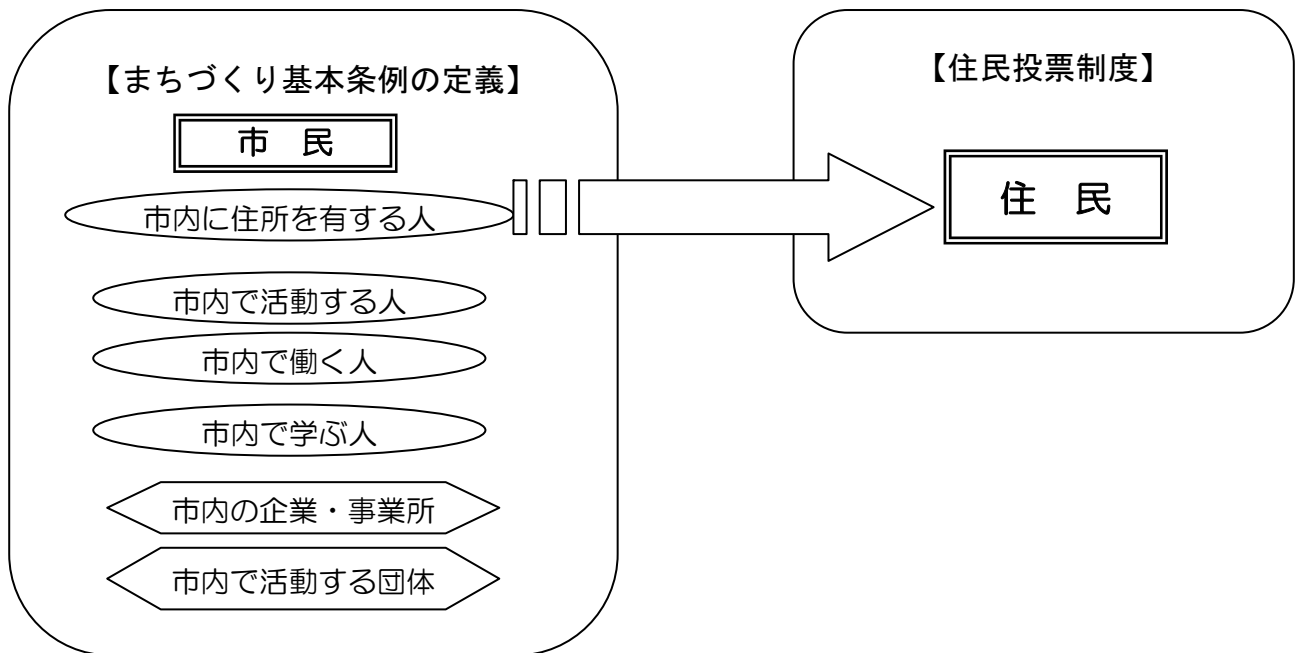 【まちづくり基本条例の定義】
市 民
市内に住所を有する人
市内で活動する人
市内で働く人
市内で学ぶ人
市内の企業・事業所
市内で活動する団体
【住民投票制度】
住 民